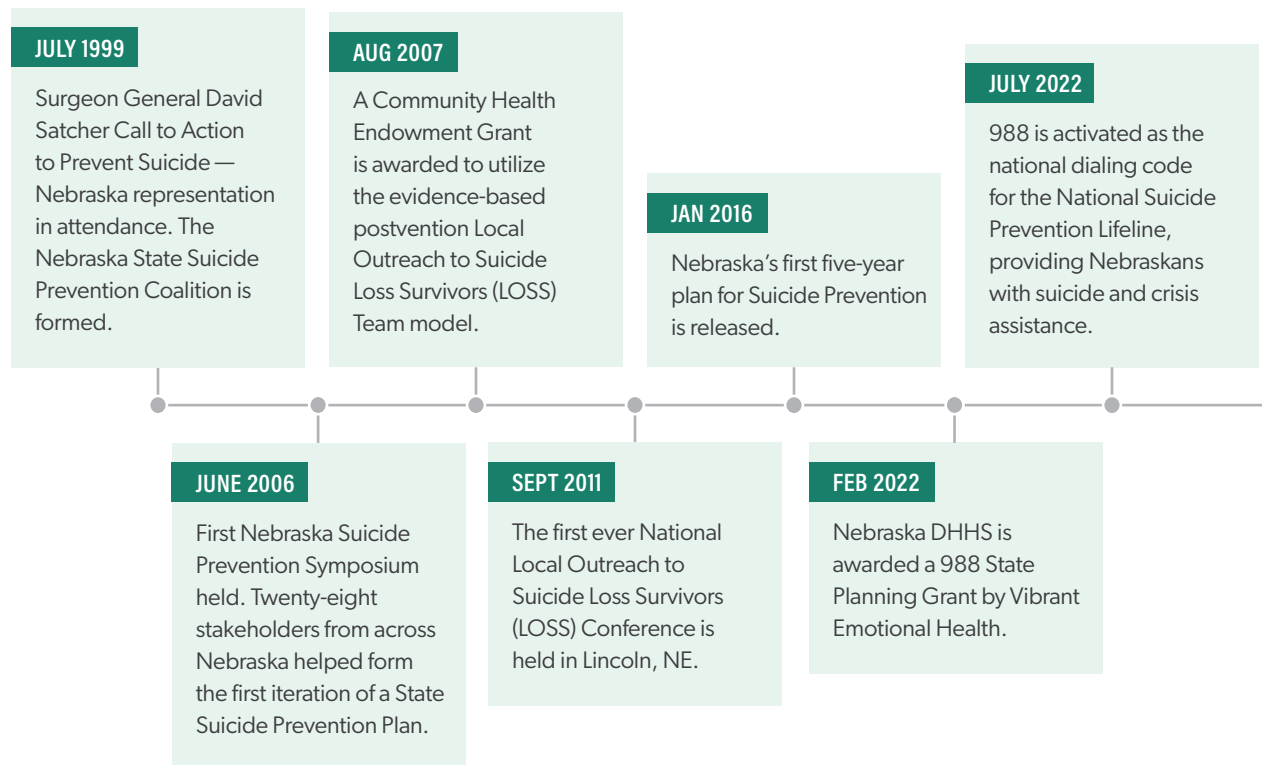 JULY 1999
Surgeon General David
Satcher Call to Action
to Prevent Suicide —
Nebraska representation
in attendance. The
Nebraska State Suicide
Prevention Coalition is
formed.
JUNE 2006
First Nebraska Suicide
Prevention Symposium
held. Twenty-eight
stakeholders from across
Nebraska helped form
the first iteration of a State
Suicide Prevention Plan.
AUG 2007
A Community Health
Endowment Grant
is awarded to utilize
the evidence-based
postvention Local
Outreach to Suicide
Loss Survivors (LOSS)
Team model.
SEPT 2011
The first ever National
Local Outreach to
Suicide Loss Survivors
(LOSS) Conference is
held in Lincoln, NE.
JAN 2016
Nebraska’s first five-year
plan for Suicide Prevention
is released.
FEB 2022
Nebraska DHHS is
awarded a 988 State
Planning Grant by Vibrant
Emotional Health.
JULY 2022
988 is activated as the
national dialing code
for the National Suicide
Prevention Lifeline,
providing Nebraskans
with suicide and crisis
assistance.